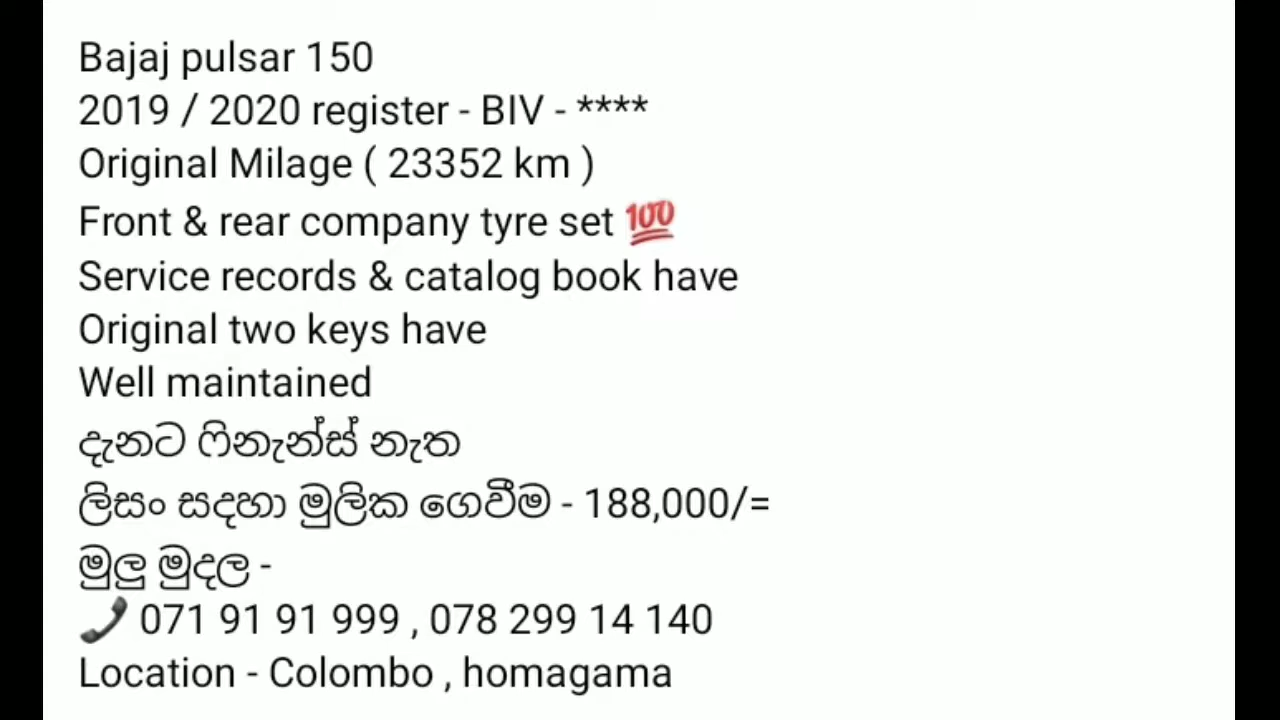 Bajaj pulsar 150
2019 / 2020 register - BIV - ****
Original Milage ( 23352 km )
Front & rear company tyre set 💯
Service records & catalog book have
Original two keys have
Well maintained
දැනට ෆිනෑන්ස් නැත
ලිසං සදහා මුලික ගෙවීම - 188,000/=
මුලු මුදල -
📞 071 91 91 999 , 078 299 14 140
Location - Colombo , homagama